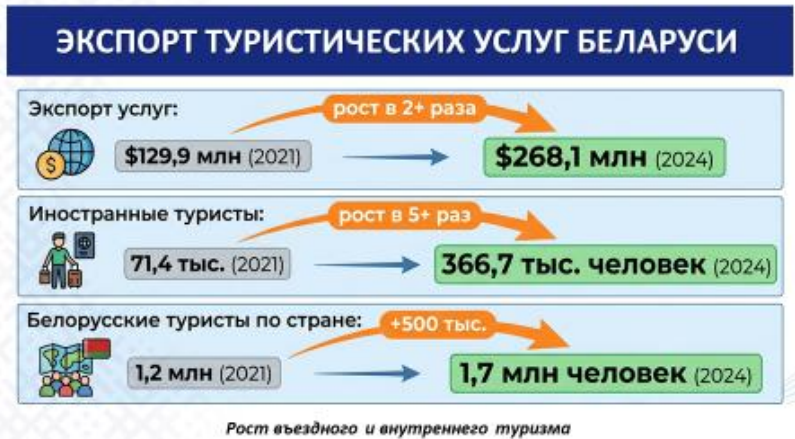 ЭКСПОРТ ТУРИСТИЧЕСКИХ УСЛУГ БЕЛАРУСИ
Экспорт услуг:
рост в 2+ раза
$129,9 млн (2021)
$268,1 млн (2024)
Иностранные туристы:
рост в 5+ раз
71,4 тыс. (2021)
366,7 тыс. человек (2024)
Белорусские туристы по стране:
+500 тыс.
1,2 млн (2021)
1,7 млн человек (2024)
Рост въездного и внутреннего туризма